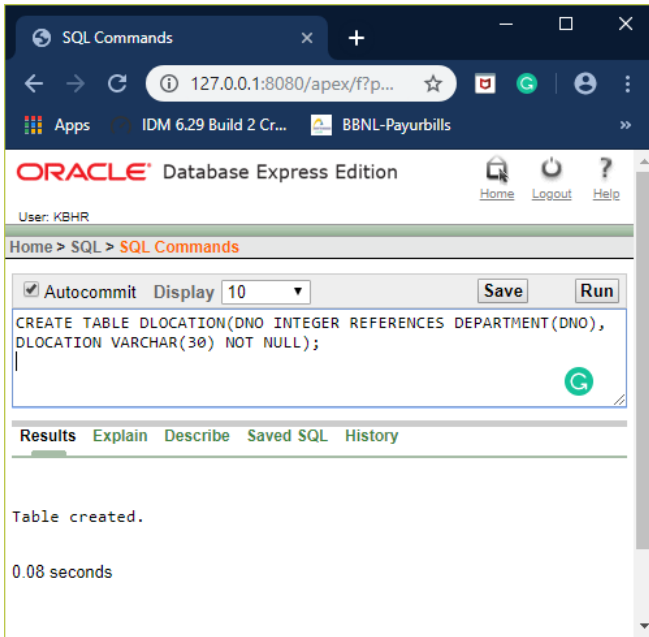 SQL Commands
127.0.0.1:8080/apex/f?p...
Apps
IDM 6.29 Build 2 Cr...
BBNL-Payurbills
»
ORACLE Database Express Edition
Home
Logout
Help
User: KBHR
Home > SQL > SQL Commands
Autocommit Display 10 Save Run
CREATE TABLE DLOCATION(DNO INTEGER REFERENCES DEPARTMENT(DNO),
DLOCATION VARCHAR(30) NOT NULL);
Results Explain Describe Saved SQL History
Table created.
0.08 seconds